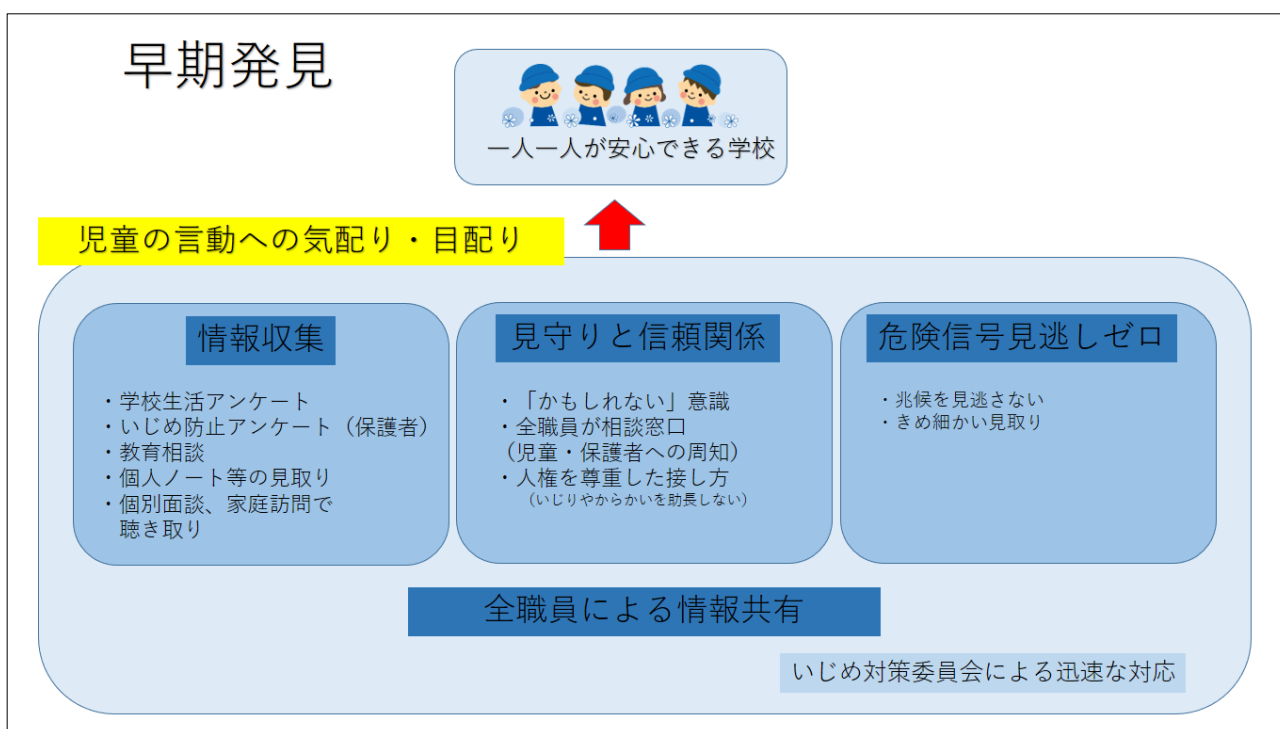 早期発見
一人一人が安心できる学校
児童の言動への気配り・目配り
情報収集
・学校生活アンケート
・いじめ防止アンケート（保護者）
・教育相談
・個人ノート等の見取り
・個別面談、家庭訪問で
聴き取り
見守りと信頼関係
・「かもしれない」意識
・全職員が相談窓口
（児童・保護者への周知）
・人権を尊重した接し方
（いじりやからかいを助長しない）
危険信号見逃しゼロ
・兆候を見逃さない
・きめ細かい見取り
全職員による情報共有
いじめ対策委員会による迅速な対応